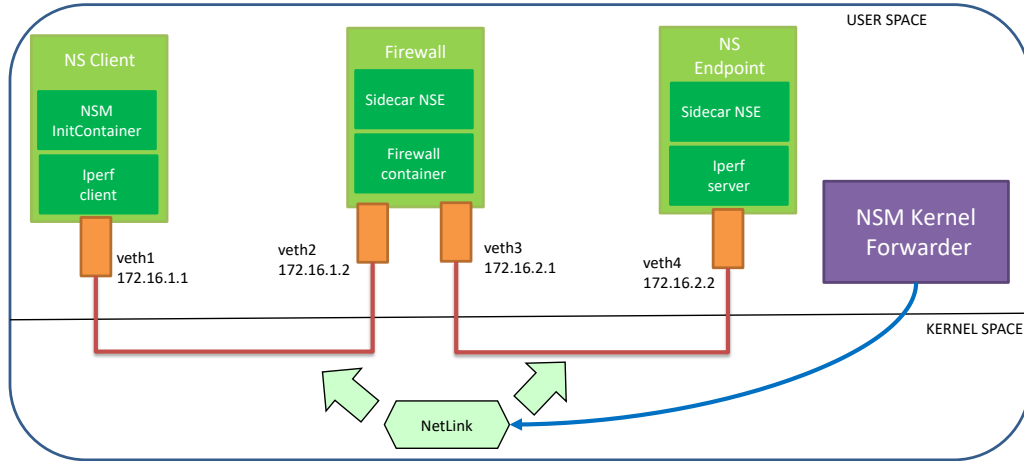 USER SPACE
NS Client
NSM
InitContainer
Iperf
client
Firewall
Sidecar NSE
Firewall
container
NS
Endpoint
Sidecar NSE
Iperf
server
NSM Kernel
Forwarder
veth1
172.16.1.1
veth2
172.16.1.2
veth3
172.16.2.1
veth4
172.16.2.2
KERNEL SPACE
NetLink